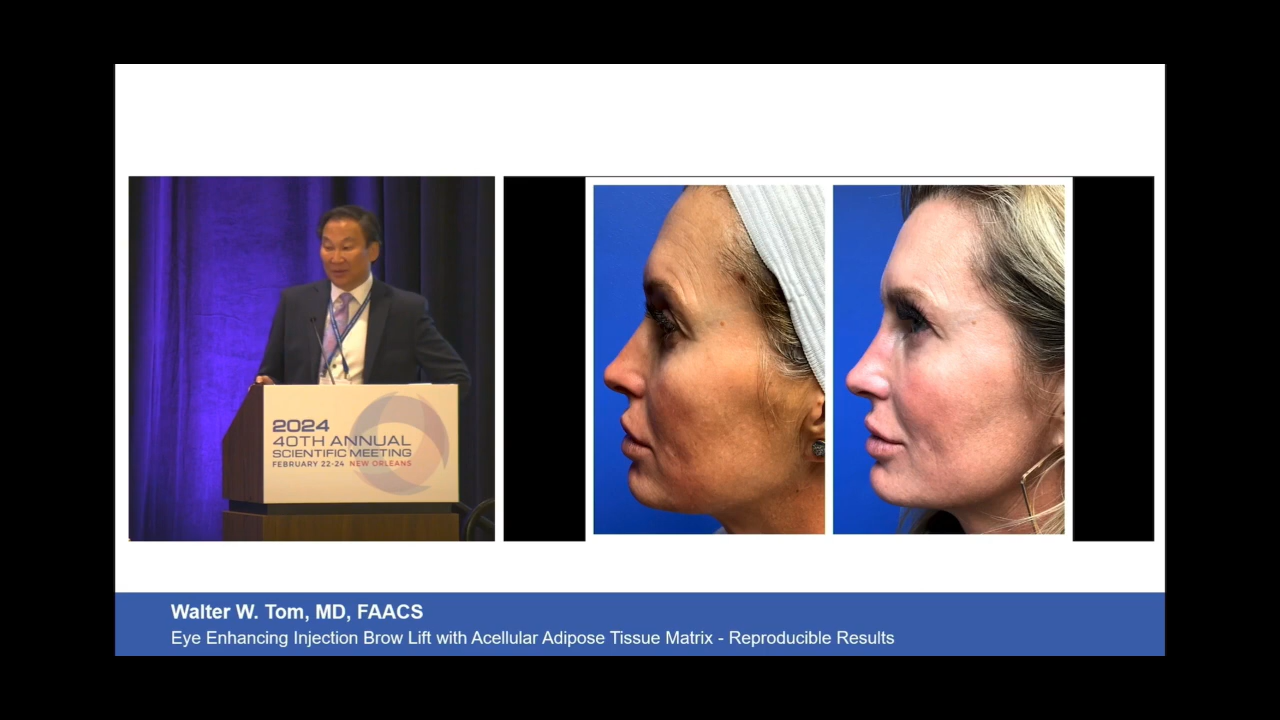 2024
40TH ANNUAL
SCIENTIFIC MEETING
FEBRUARY 22-24 NEW ORLEANS
Walter W. Tom, MD, FAACS
Eye Enhancing Injection Brow Lift with Acellular Adipose Tissue Matrix - Reproducible Results